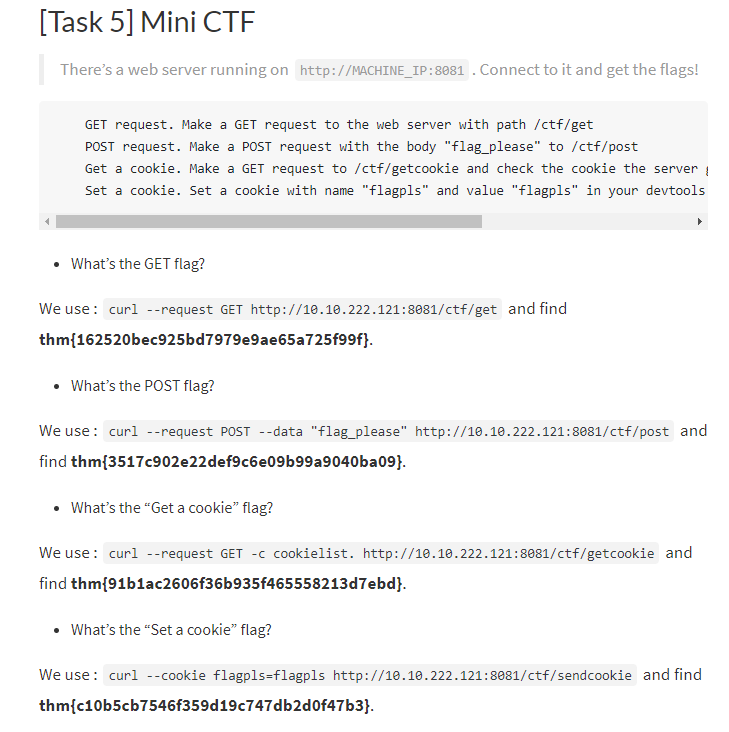 [Task 5] Mini CTF
There’s a web server running on http://MACHINE_IP:8081 . Connect to it and get the flags!
GET request. Make a GET request to the web server with path /ctf/get
POST request. Make a POST request with the body "flag_please" to /ctf/post
Get a cookie. Make a GET request to /ctf/getcookie and check the cookie the server
Set a cookie. Set a cookie with name "flagpls" and value "flagpls" in your devtools
• What’s the GET flag?
We use : curl --request GET http://10.10.222.121:8081/ctf/get and find
thm{162520bec925bd7979e9ae65a725f99f}.
• What’s the POST flag?
We use : curl --request POST --data "flag_please" http://10.10.222.121:8081/ctf/post and
find thm{3517c902e22def9c6e09b99a9040ba09}.
• What’s the “Get a cookie” flag?
We use : curl --request GET -c cookielist. http://10.10.222.121:8081/ctf/getcookie and
find thm{91b1ac2606f36b935f465558213d7ebd}.
• What’s the “Set a cookie” flag?
We use : curl --cookie flagpls=flagpls http://10.10.222.121:8081/ctf/sendcookie and find
thm{c10b5cb7546f359d19c747db2d0f47b3}.